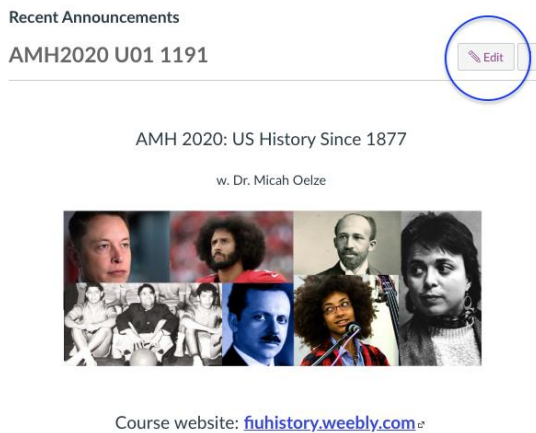 Recent Announcements
AMH2020 U01 1191
Edit
AMH 2020: US History Since 1877
w. Dr. Micah Oelze
Course website: fiuhistory.weebly.com